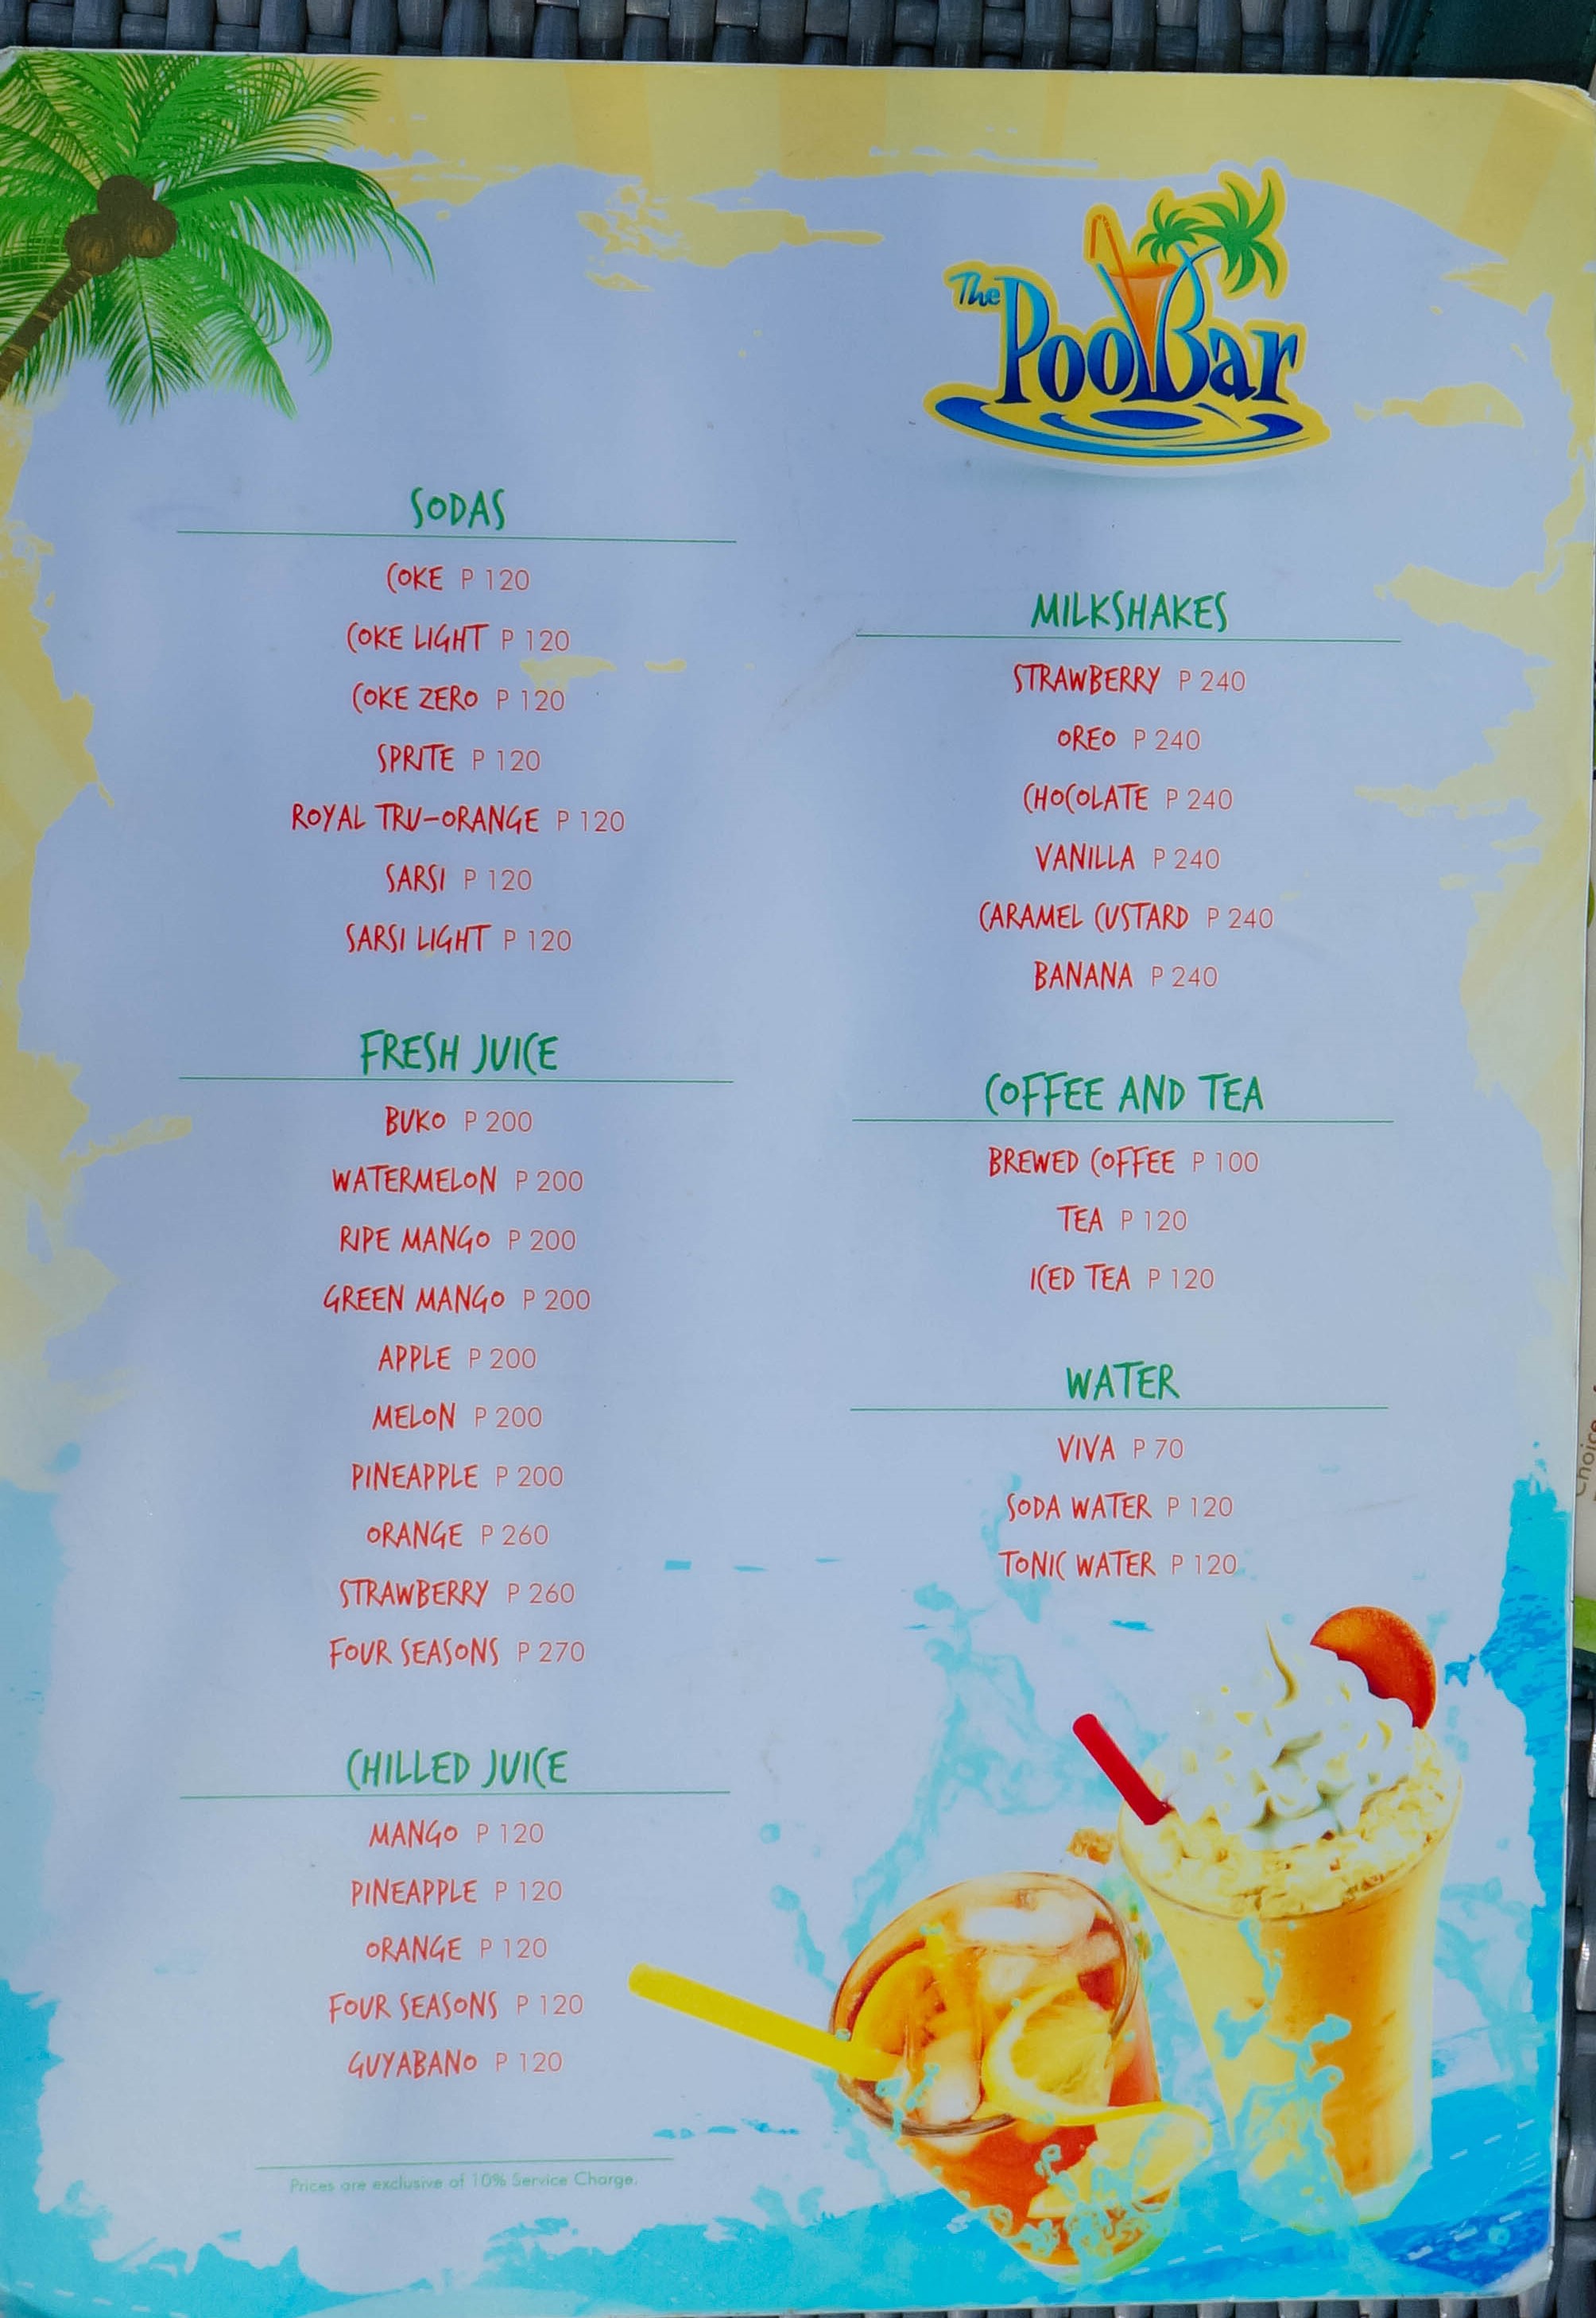 The
Pool Bar
SODAS
COKE P 120
COKE LIGHT P 120
COKE ZERO P 120
SPRITE P 120
ROYAL TRU-ORANGE P 120
SARSI P 120
SARSI LIGHT P 120
FRESH JUICE
BUKO P 200
WATERMELON P 200
RIPE MANGO P 200
GREEN MANGO P 200
APPLE P 200
MELON P 200
PINEAPPLE P 200
ORANGE P 260
STRAWBERRY P 260
FOUR SEASONS P 270
CHILLED JUICE
MANGO P 120
PINEAPPLE P 120
ORANGE P 120
FOUR SEASONS P 120
GUYABANO P 120
Prices are exclusive of 10% Service Charge.
MILKSHAKES
STRAWBERRY P 240
OREO P 240
CHOCOLATE P 240
VANILLA P 240
CARAMEL CUSTARD P 240
BANANA P 240
COFFEE AND TEA
BREWED COFFEE P 100
TEA P 120
ICED TEA P 120
WATER
VIVA P 70
SODA WATER P 120
TONIC WATER P 120
Choice